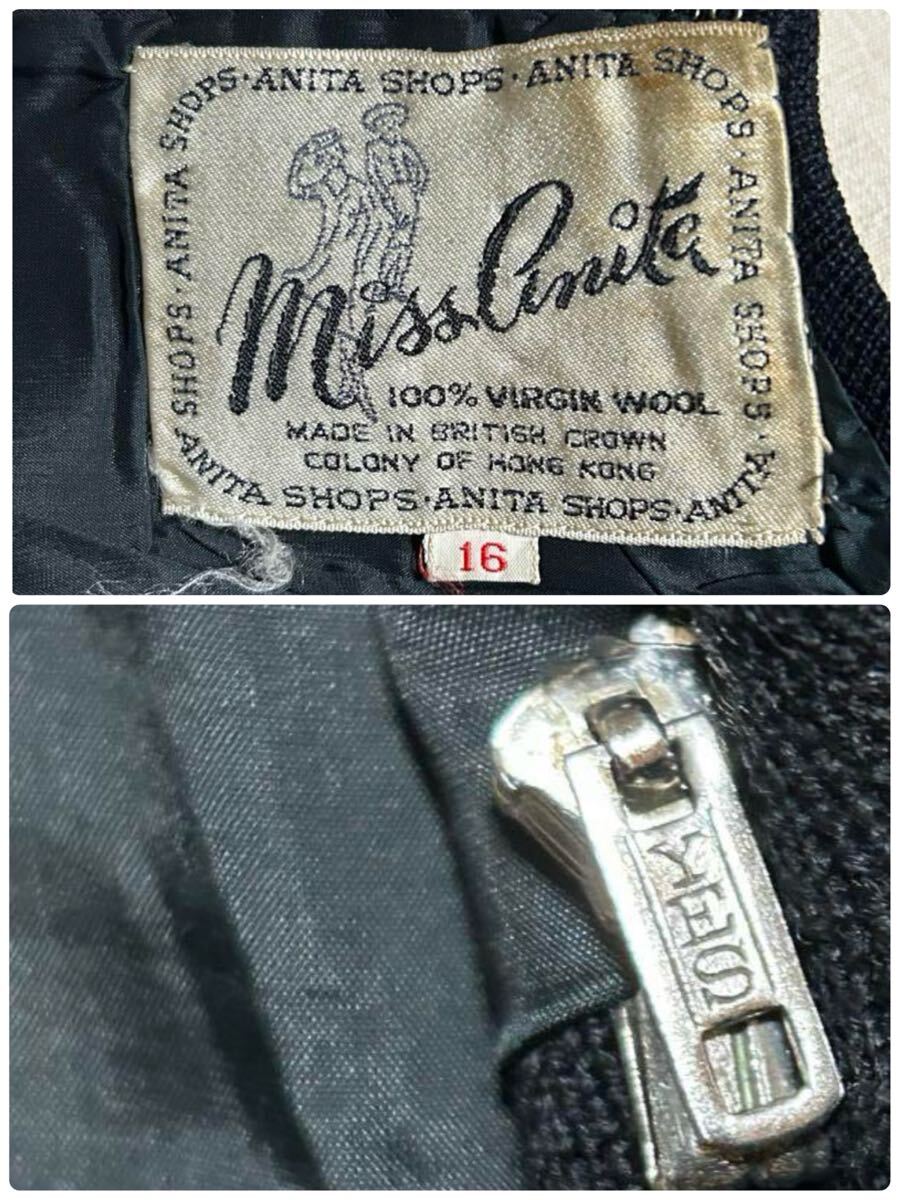 ANITA SHOPS · ANITA SHOPS · ANITA SHOPS · ANITA SHOPS · ANITA SHOPS · ANITA SHOPS · ANITA SHOPS · ANITA
Miss Anita
100% VIRGIN WOOL
MADE IN BRITISH CROWN
COLONY OF HONG KONG
16
YES